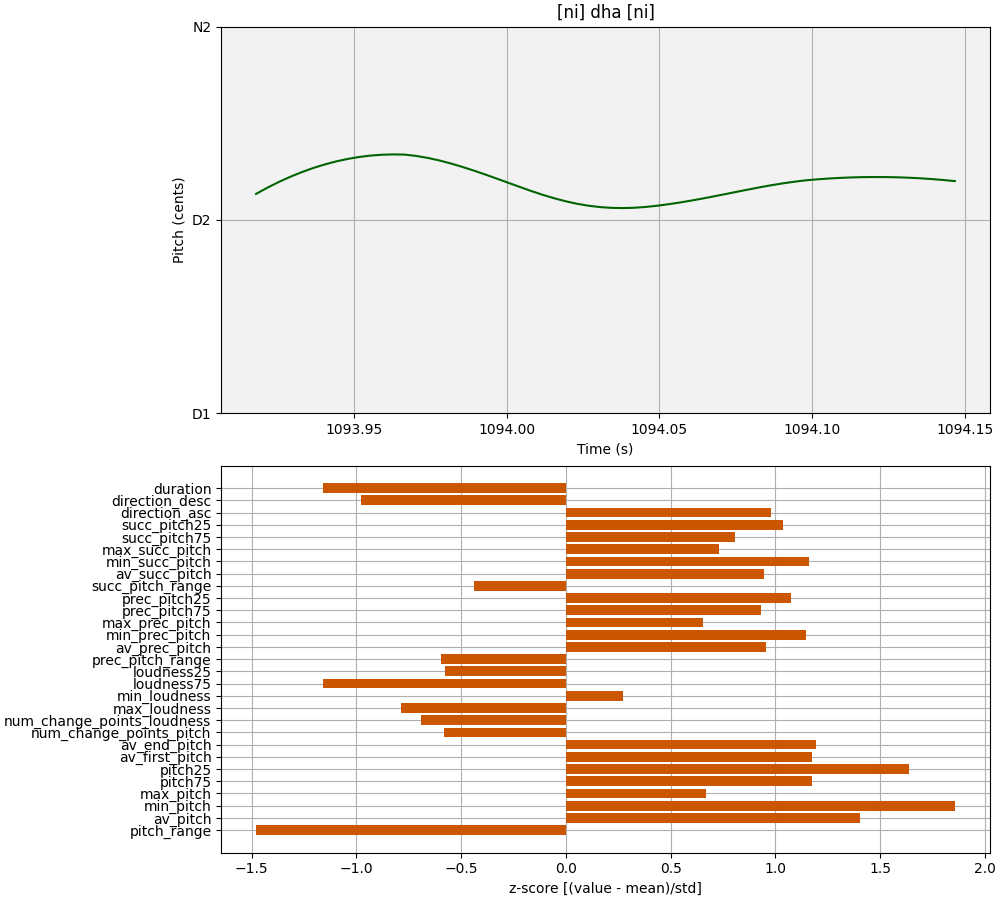 [ni] dha [ni]
N2
D2
D1
Pitch (cents)
1093.95
1094.00
1094.05
1094.10
1094.15
Time (s)
duration
direction_desc
direction_asc
succ_pitch25
succ_pitch75
max_succ_pitch
min_succ_pitch
av_succ_pitch
succ_pitch_range
prec_pitch25
prec_pitch75
max_prec_pitch
min_prec_pitch
av_prec_pitch
prec_pitch_range
loudness25
loudness75
min_loudness
max_loudness
num_change_points_loudness
num_change_points_pitch
av_end_pitch
av_first_pitch
pitch25
pitch75
max_pitch
min_pitch
av_pitch
pitch_range
−1.5
−1.0
−0.5
0.0
0.5
1.0
1.5
2.0
z-score [(value - mean)/std]